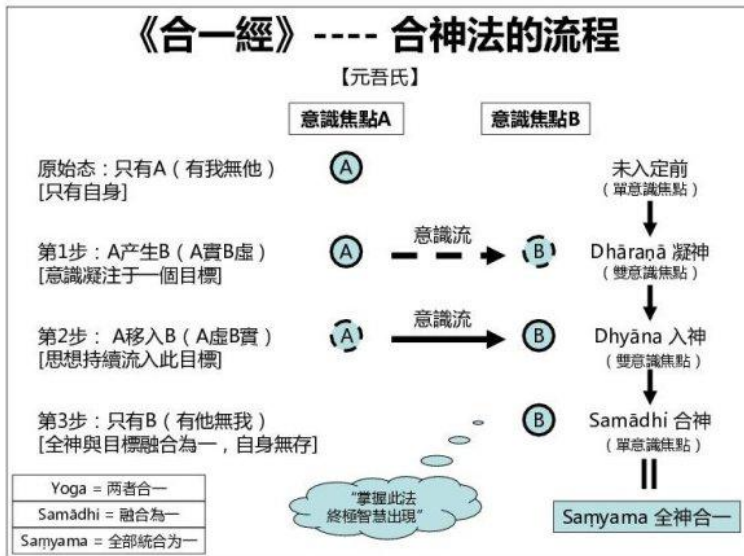 《合一經》---- 合神法的流程
【元吾氏】
意識焦點A
意識焦點B
原始态：只有A（有我無他）
[只有自身]
A
未入定前
（單意識焦點）
第1步：A产生B（A實B虛）
[意識凝注于一個目標]
A
意識流
B
Dhāraṇā 凝神
（雙意識焦點）
第2步： A移入B（A虛B實）
[思想持續流入此目標]
A
意識流
B
Dhyāna 入神
（雙意識焦點）
第3步：只有B（有他無我）
[全神與目標融合為一，自身無存]
B
Samādhi 合神
（單意識焦點）
Yoga = 两者合一
Samādhi = 融合為一
Saṃyama = 全部統合为一
“掌握此法
終極智慧出現”
Saṃyama 全神合一